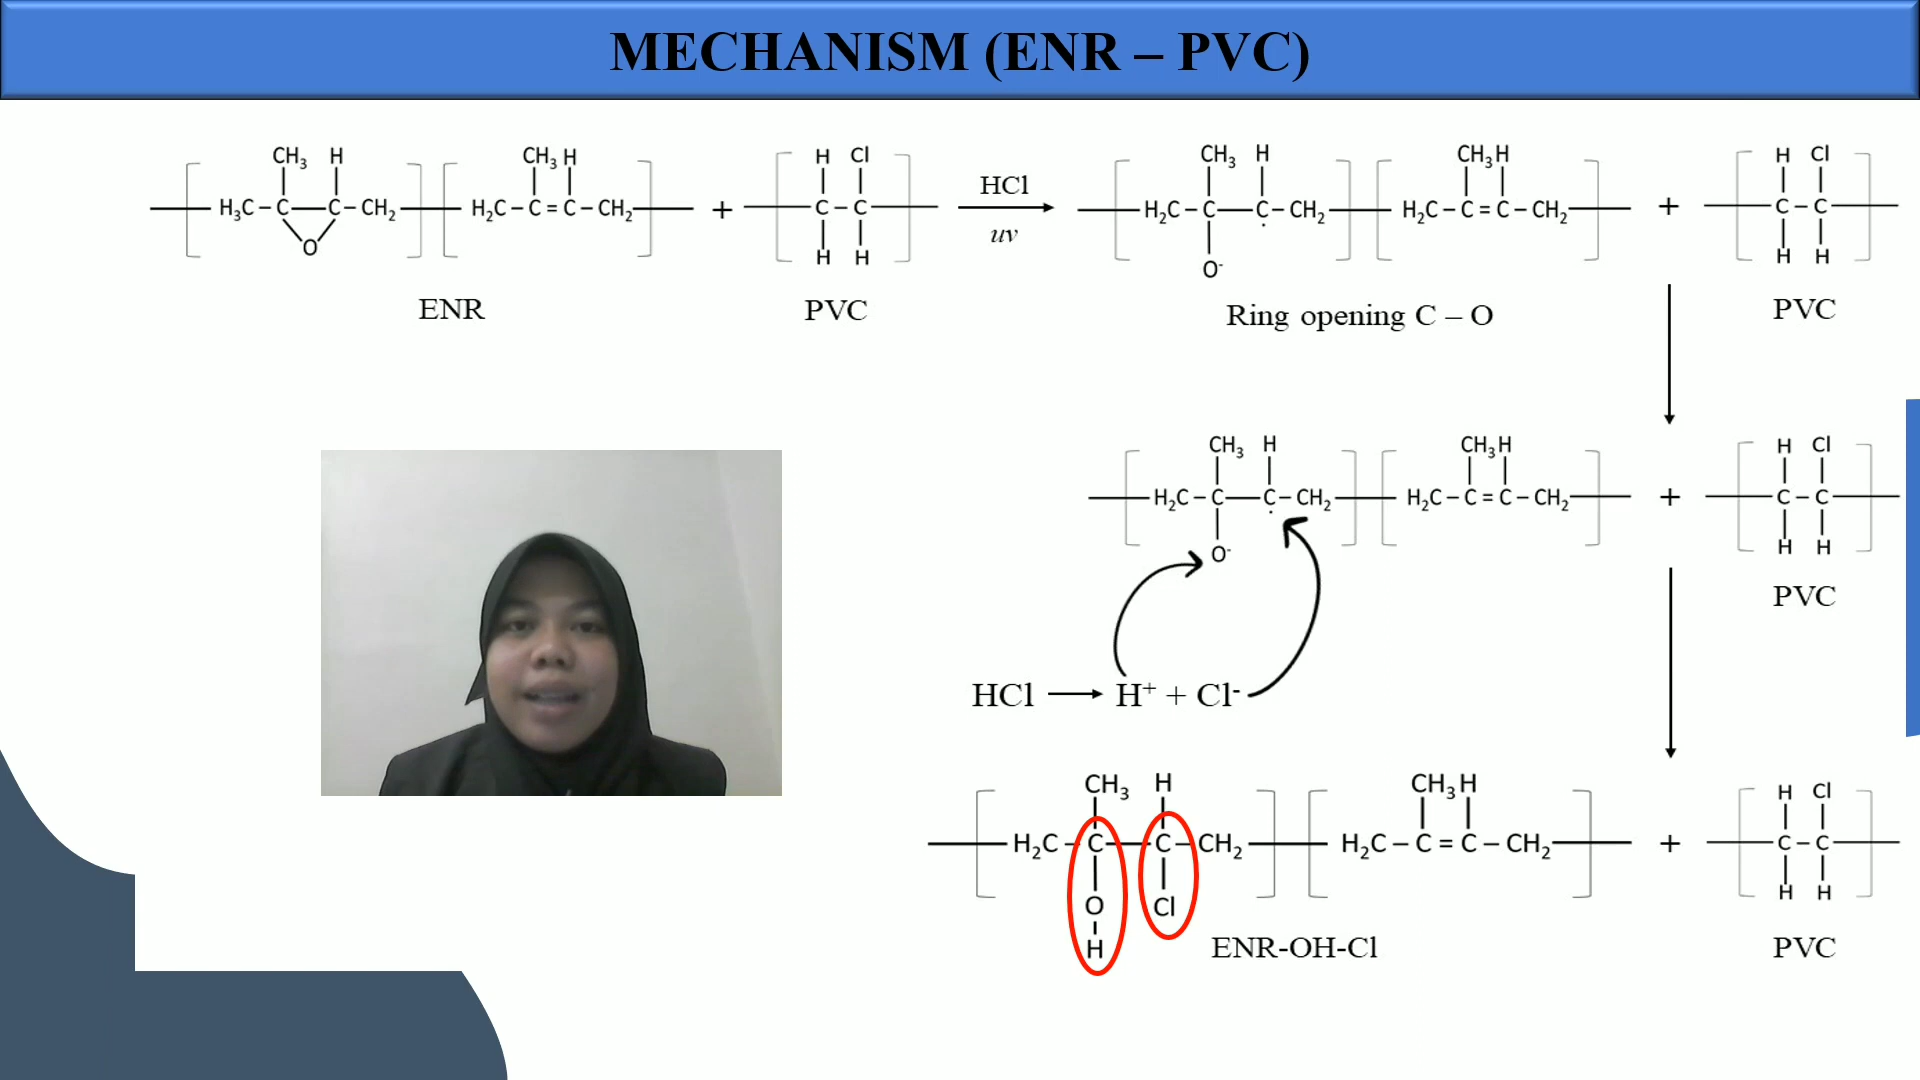 MECHANISM (ENR – PVC)
CH₃ H
H₃C – C — C – CH₂
O
CH₃ H
H₂C – C = C – CH₂
ENR
+
H Cl
C – C
H H
PVC
HCl
uv
CH₃ H
H₂C – C — C – CH₂
.
O⁻
CH₃ H
H₂C – C = C – CH₂
Ring opening C – O
+
H Cl
C – C
H H
PVC
CH₃ H
H₂C – C — C – CH₂
.
O⁻
CH₃ H
H₂C – C = C – CH₂
+
H Cl
C – C
H H
PVC
HCl ⟶ H⁺ + Cl⁻
CH₃ H
H₂C – C — C – CH₂
O Cl
H
CH₃ H
H₂C – C = C – CH₂
ENR-OH-Cl
+
H Cl
C – C
H H
PVC